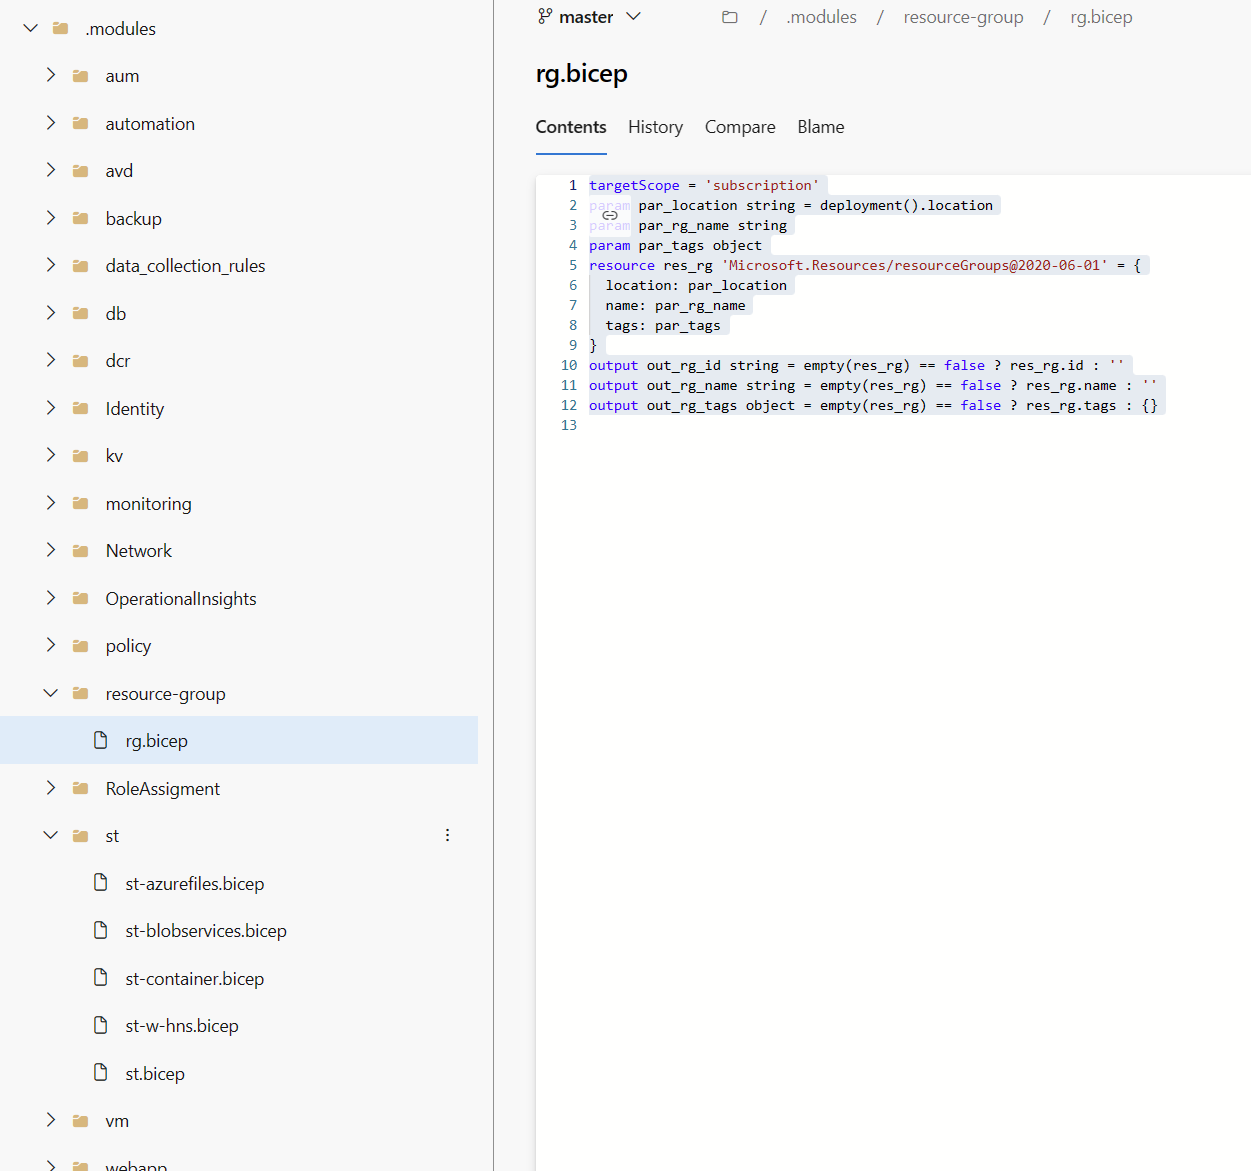 .modules
aum
automation
avd
backup
data_collection_rules
db
dcr
Identity
kv
monitoring
Network
OperationalInsights
policy
resource-group
rg.bicep
RoleAssigment
st
st-azurefiles.bicep
st-blobservices.bicep
st-container.bicep
st-w-hns.bicep
st.bicep
vm
webapp
master / .modules / resource-group / rg.bicep
rg.bicep
Contents History Compare Blame
1 targetScope = 'subscription'
2 param par_location string = deployment().location
3 param par_rg_name string
4 param par_tags object
5 resource res_rg 'Microsoft.Resources/resourceGroups@2020-06-01' = {
6   location: par_location
7   name: par_rg_name
8   tags: par_tags
9 }
10 output out_rg_id string = empty(res_rg) == false ? res_rg.id : ''
11 output out_rg_name string = empty(res_rg) == false ? res_rg.name : ''
12 output out_rg_tags object = empty(res_rg) == false ? res_rg.tags : {}
13